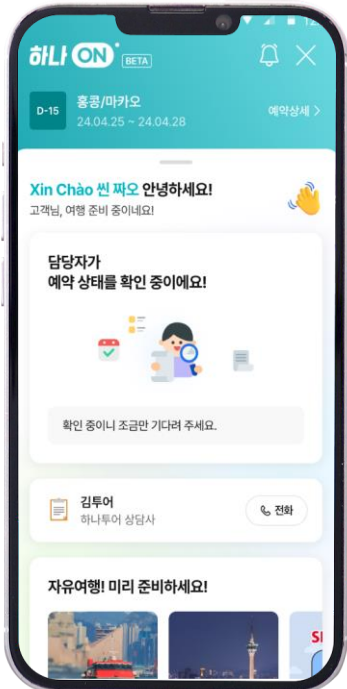 하나 ON BETA
D-15
홍콩/마카오
24.04.25 ~ 24.04.28
예약상세 >
Xin Chào 씬 짜오 안녕하세요!
고객님, 여행 준비 중이네요!
담당자가
예약 상태를 확인 중이에요!
확인 중이니 조금만 기다려 주세요.
김투어
하나투어 상담사
전화
자유여행! 미리 준비하세요!